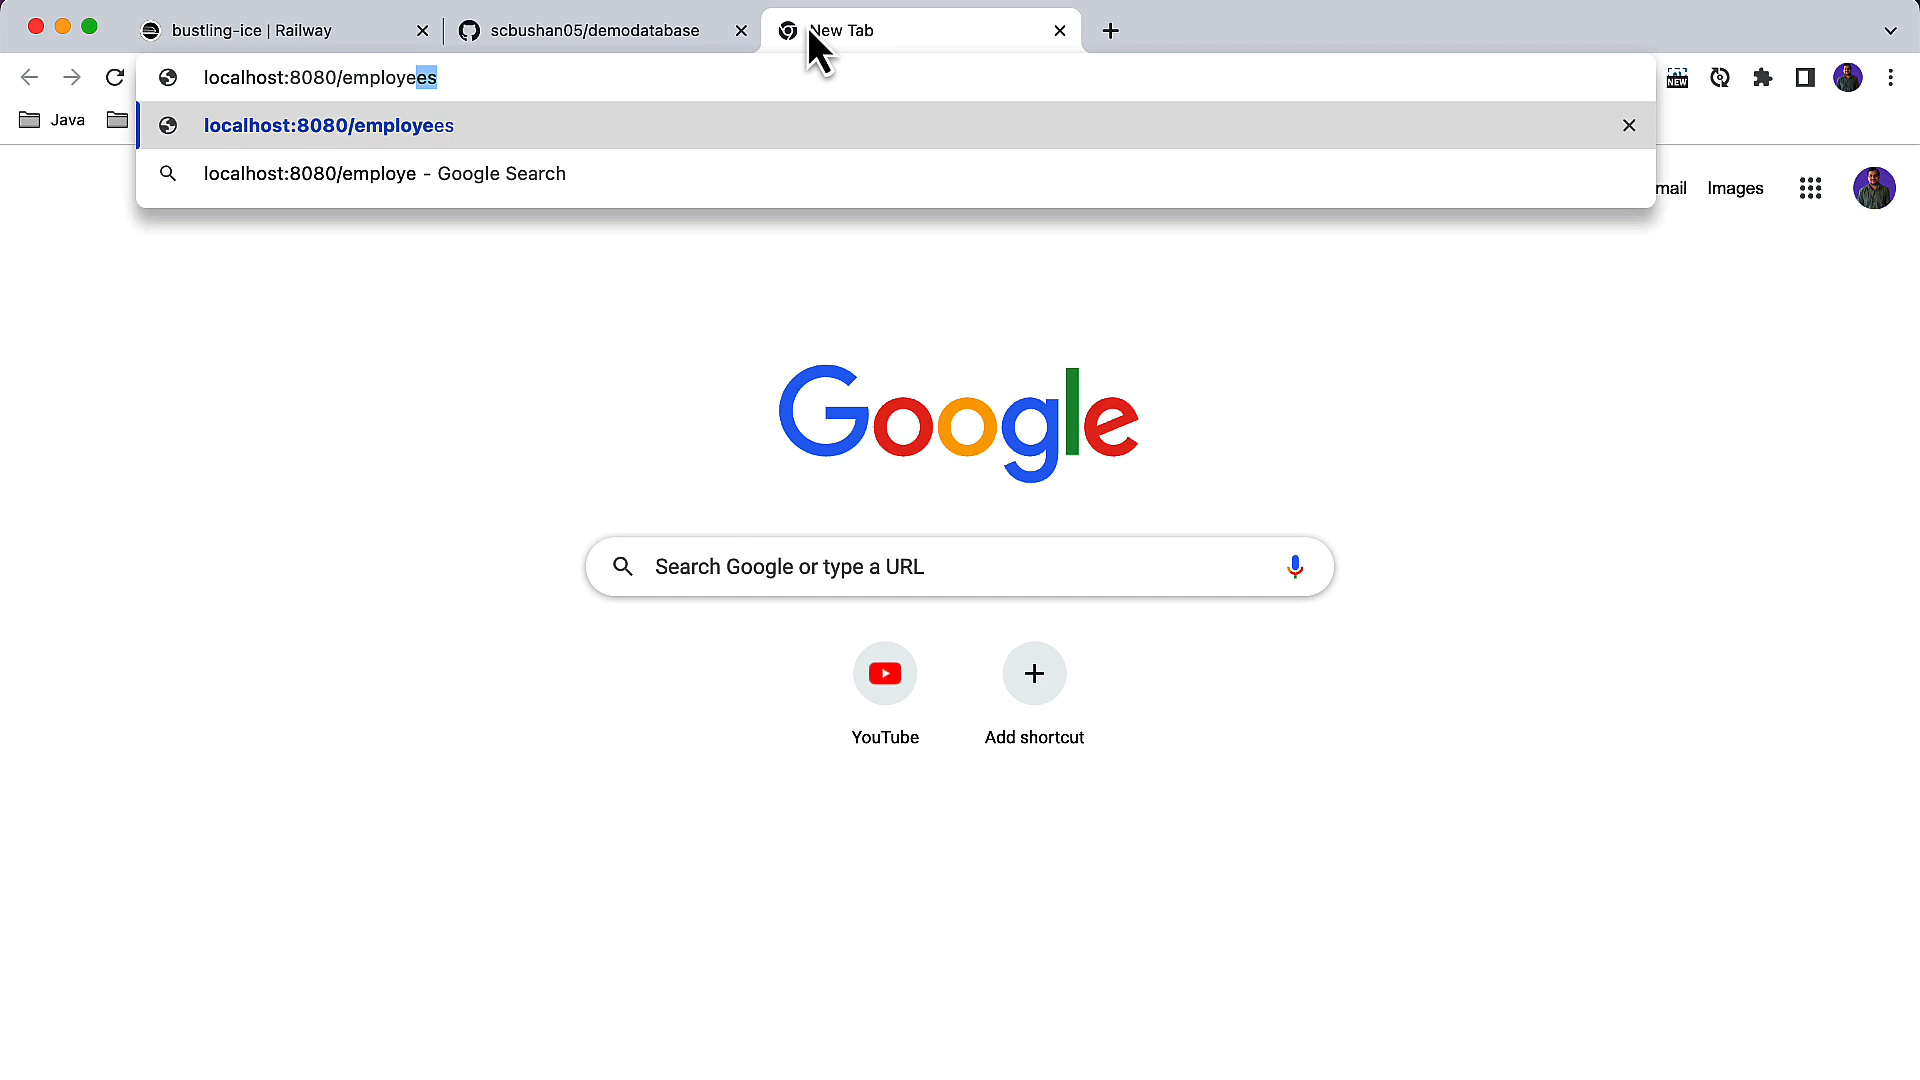 bustling-ice | Railway
scbushan05/demodatabase
New Tab
localhost:8080/employees
NEW
Java
localhost:8080/employees
localhost:8080/employe - Google Search
mail
Images
Google
Search Google or type a URL
YouTube
Add shortcut